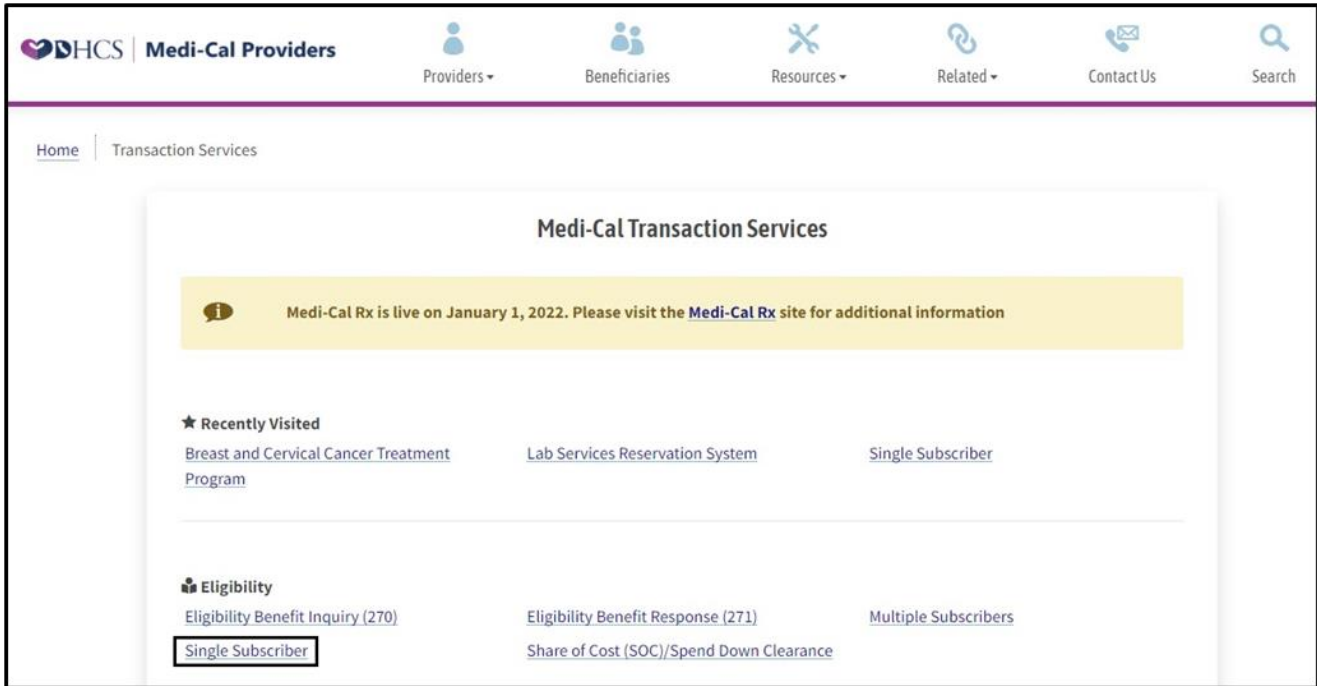 DHCS | Medi-Cal Providers
Providers
Beneficiaries
Resources
Related
Contact Us
Search
Home | Transaction Services
Medi-Cal Transaction Services
Medi-Cal Rx is live on January 1, 2022. Please visit the Medi-Cal Rx site for additional information
Recently Visited
Breast and Cervical Cancer Treatment
Program
Lab Services Reservation System
Single Subscriber
Eligibility
Eligibility Benefit Inquiry (270)
Eligibility Benefit Response (271)
Multiple Subscribers
Single Subscriber
Share of Cost (SOC)/Spend Down Clearance